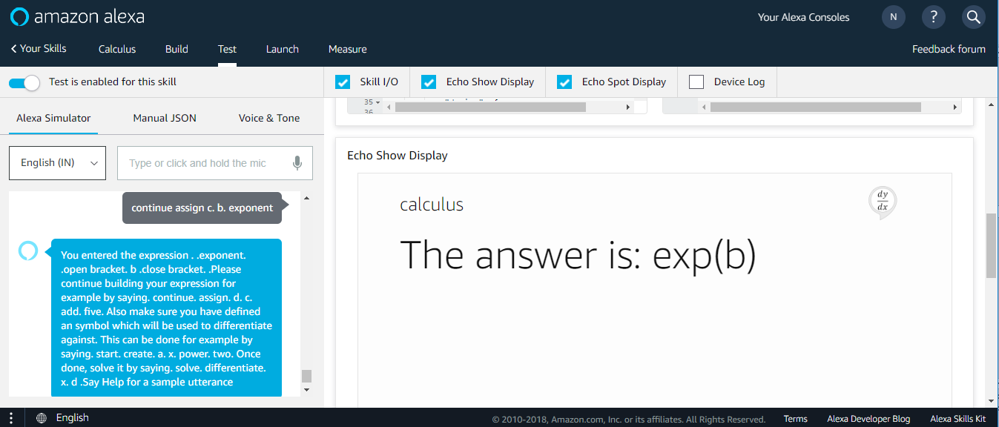 amazon alexa
Your Alexa Consoles
N
?
Your Skills
Calculus
Build
Test
Launch
Measure
Feedback forum
Test is enabled for this skill
Skill I/O
Echo Show Display
Echo Spot Display
Device Log
35
36
Alexa Simulator
Manual JSON
Voice & Tone
English (IN)
Type or click and hold the mic
continue assign c. b. exponent
You entered the expression . .exponent.
.open bracket. b .close bracket. .Please
continue building your expression for
example by saying. continue. assign. d. c.
add. five. Also make sure you have defined
an symbol which will be used to differentiate
against. This can be done for example by
saying. start. create. a. x. power. two. Once
done, solve it by saying. solve. differentiate.
x. d .Say Help for a sample utterance
Echo Show Display
calculus
dy
dx
The answer is: exp(b)
English
© 2010-2018, Amazon.com, Inc. or its affiliates. All Rights Reserved.
Terms
Alexa Developer Blog
Alexa Skills Kit